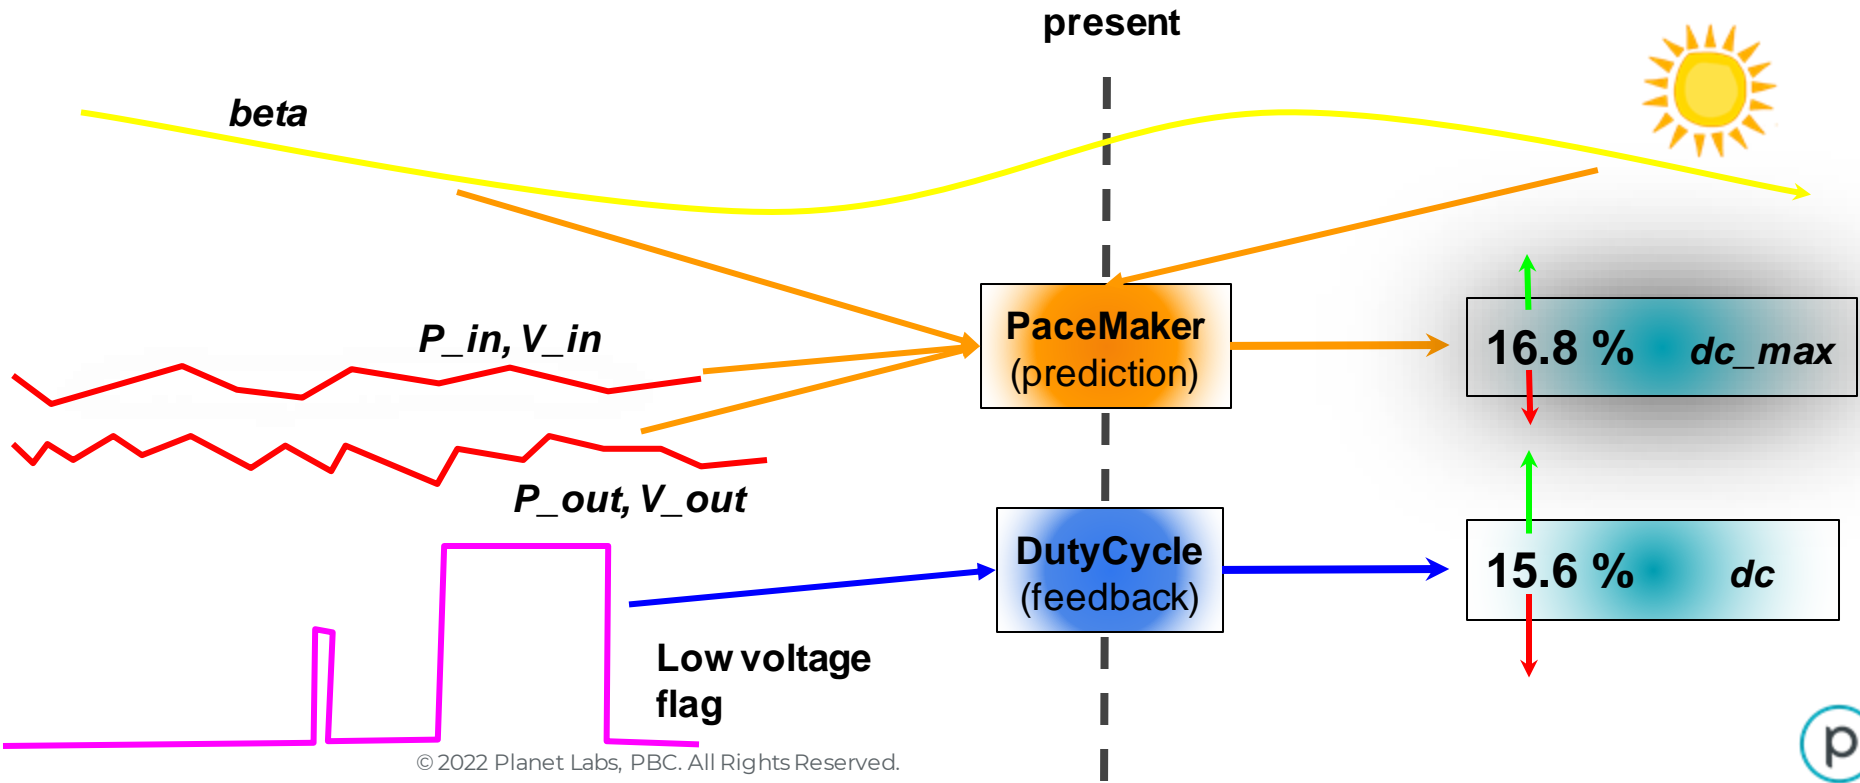 present
beta
P_in, V_in
PaceMaker
(prediction)
16.8 % dc_max
P_out, V_out
DutyCycle
(feedback)
15.6 % dc
Low voltage
flag
© 2022 Planet Labs, PBC. All Rights Reserved.
p